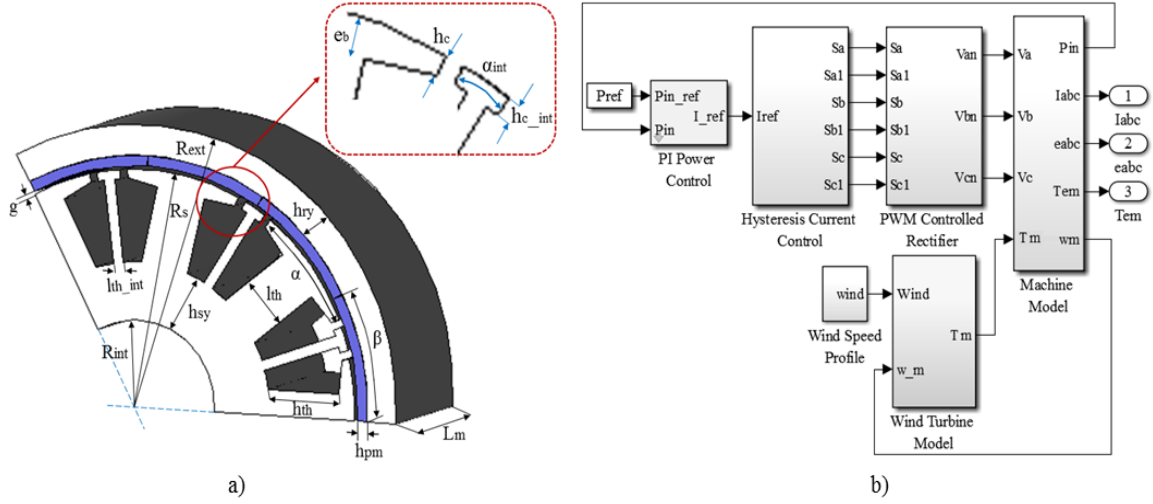 a)
eb
hc
αint
hc_int
Rext
g
Rs
hry
lth_int
α
lth
hsy
β
Rint
hth
hpm
Lm
Pref
Pin_ref
Pin
I_ref
PI Power
Control
Iref
Sa
Sa1
Sb
Sb1
Sc
Sc1
Hysteresis Current
Control
Sa
Sa1
Sb
Sb1
Sc
Sc1
Van
Vbn
Vcn
PWM Controlled
Rectifier
Va
Vb
Vc
Tm
Pin
Iabc
eabc
Tem
wm
Machine
Model
1
Iabc
2
eabc
3
Tem
wind
Wind Speed
Profile
Wind
w_m
Tm
Wind Turbine
Model
a)
b)